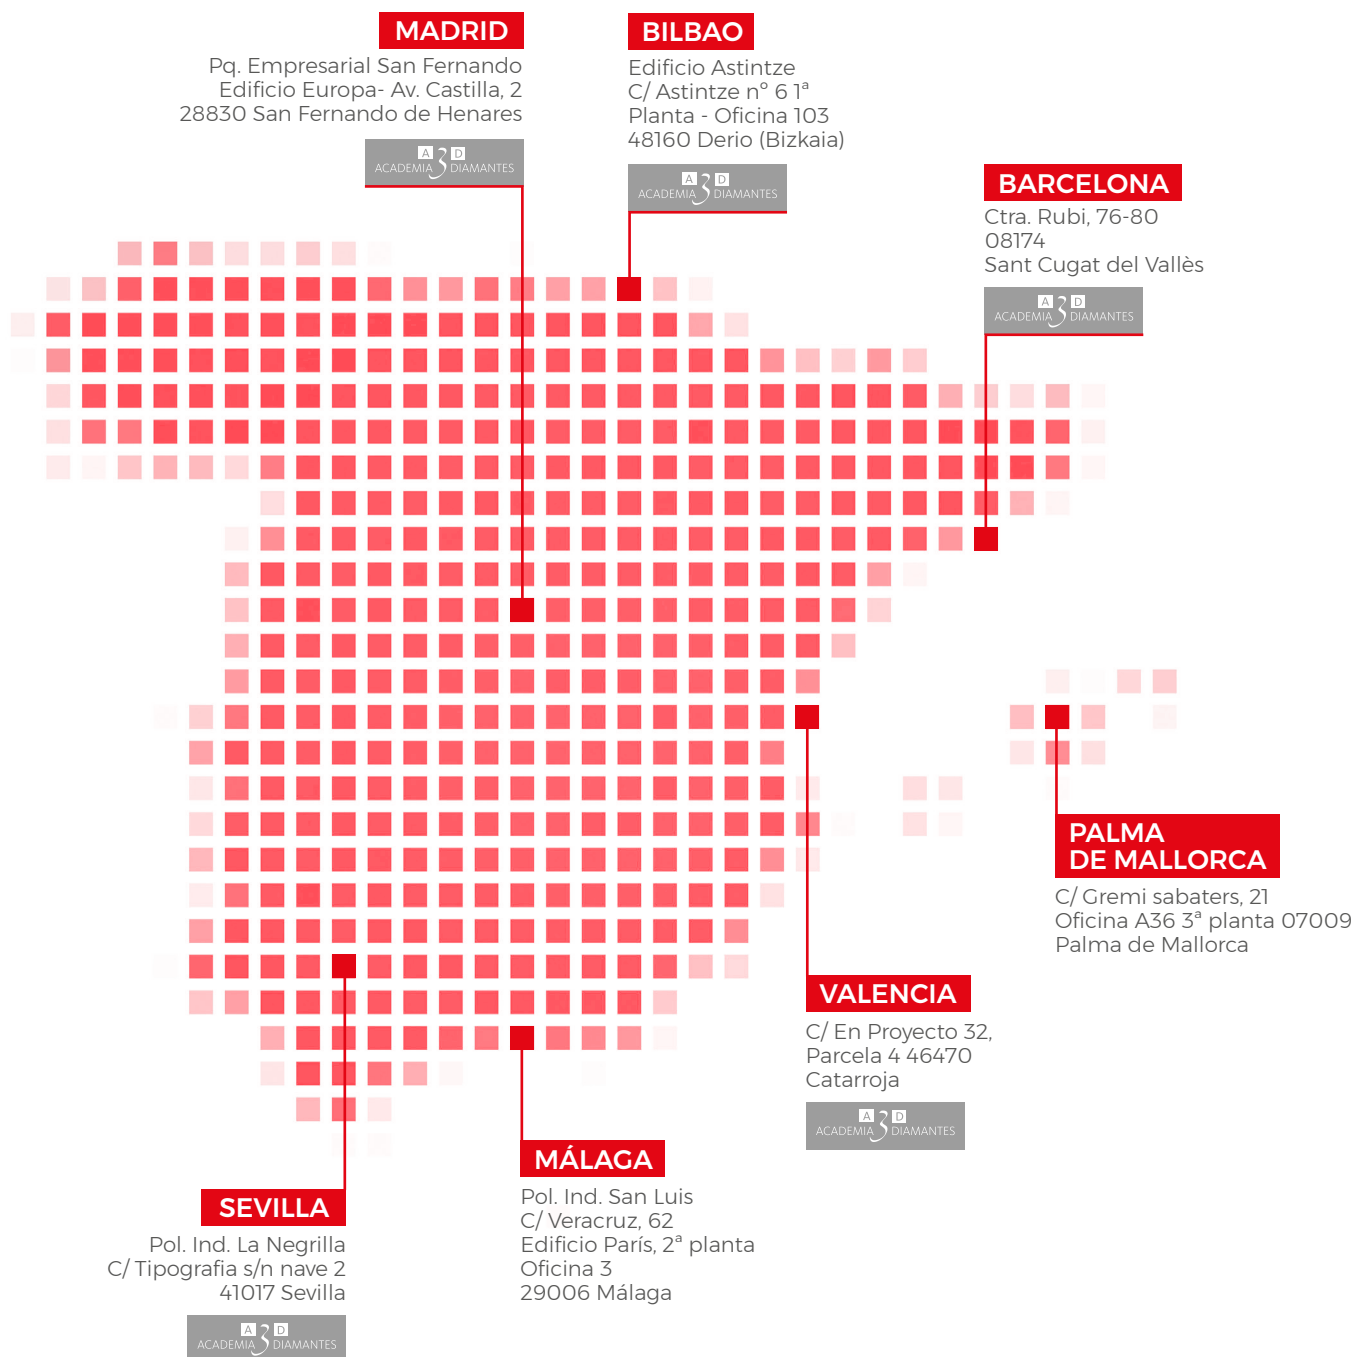 MADRID
Pq. Empresarial San Fernando
Edificio Europa- Av. Castilla, 2
28830 San Fernando de Henares
A D
ACADEMIA 3 DIAMANTES
BILBAO
Edificio Astintze
C/ Astintze nº 6 1ª
Planta - Oficina 103
48160 Derio (Bizkaia)
A D
ACADEMIA 3 DIAMANTES
BARCELONA
Ctra. Rubi, 76-80
08174
Sant Cugat del Vallès
A D
ACADEMIA 3 DIAMANTES
PALMA
DE MALLORCA
C/ Gremi sabaters, 21
Oficina A36 3ª planta 07009
Palma de Mallorca
VALENCIA
C/ En Proyecto 32,
Parcela 4 46470
Catarroja
A D
ACADEMIA 3 DIAMANTES
MÁLAGA
Pol. Ind. San Luis
C/ Veracruz, 62
Edificio París, 2ª planta
Oficina 3
29006 Málaga
SEVILLA
Pol. Ind. La Negrilla
C/ Tipografia s/n nave 2
41017 Sevilla
A D
ACADEMIA 3 DIAMANTES